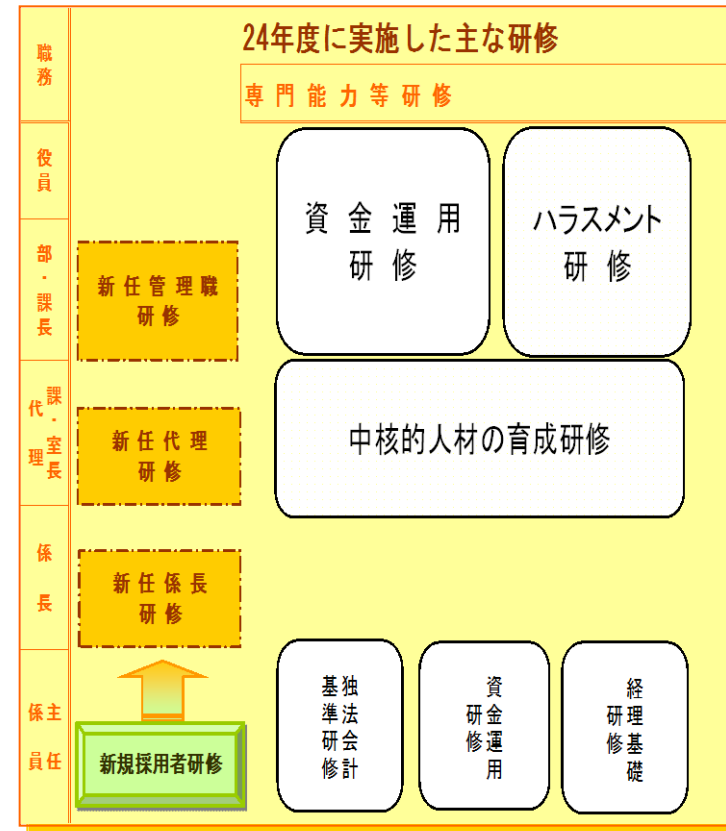 24年度に実施した主な研修
職務
専門能力等研修
役員
資金運用
研修
ハラスメント
研修
部・課長
新任管理職
研修
課・室長
代理
新任代理
研修
中核的人材の育成研修
係長
新任係長
研修
主任
係員
新規採用者研修
独法会計
基準研修
資金運用
研修
経理基礎
研修